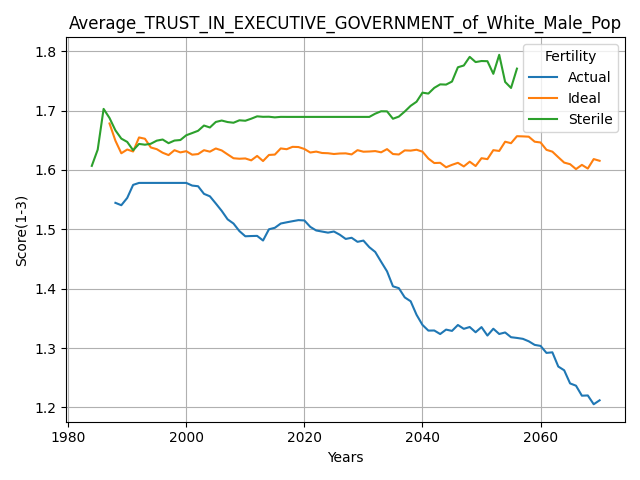 Average_TRUST_IN_EXECUTIVE_GOVERNMENT_of_White_Male_Pop
Score(1-3)
1.8
1.7
1.6
1.5
1.4
1.3
1.2
Fertility
Actual
Ideal
Sterile
1980 2000 2020 2040 2060
Years